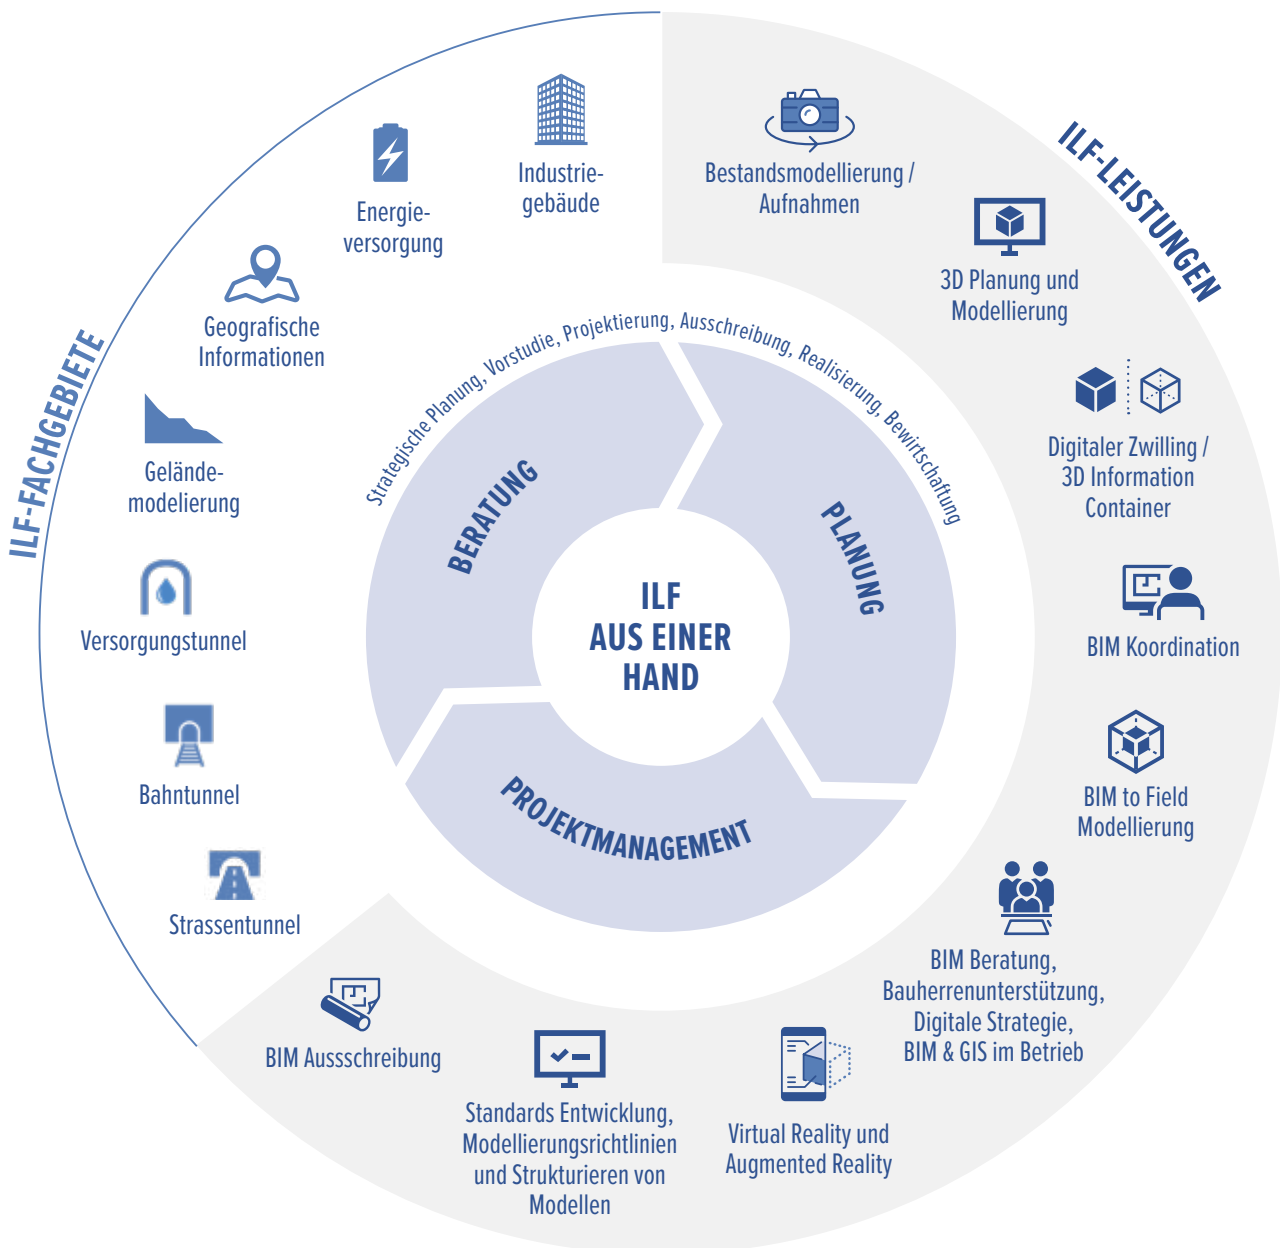 ILF-FACHGEBIETE
Industrie-
gebäude
Energie-
versorgung
Geografische
Informationen
Gelände-
modelierung
Versorgungstunnel
Bahntunnel
Strassentunnel
ILF-LEISTUNGEN
Bestandsmodellierung /
Aufnahmen
3D Planung und
Modellierung
Digitaler Zwilling /
3D Information
Container
BIM Koordination
BIM to Field
Modellierung
BIM Beratung,
Bauherrenunterstützung,
Digitale Strategie,
BIM & GIS im Betrieb
Virtual Reality und
Augmented Reality
Standards Entwicklung,
Modellierungsrichtlinien
und Strukturieren von
Modellen
BIM Aussschreibung
Strategische Planung, Vorstudie, Projektierung, Ausschreibung, Realisierung, Bewirtschaftung
BERATUNG
PLANUNG
PROJEKTMANAGEMENT
ILF
AUS EINER
HAND